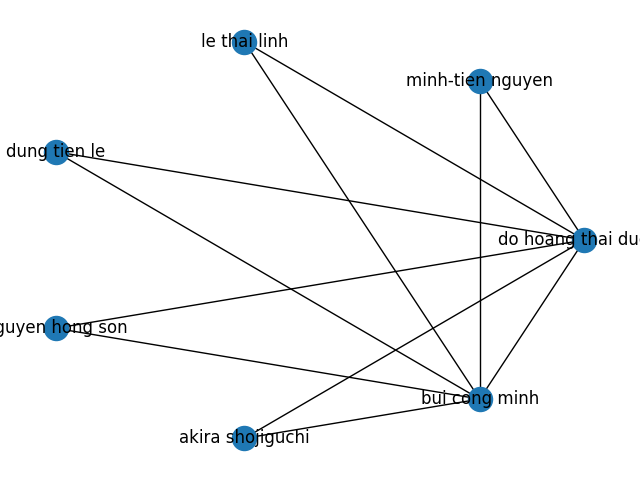 le thai linh
minh-tien nguyen
dung tien le
do hoang thai du
guyen hong son
bui cong minh
akira shojiguchi